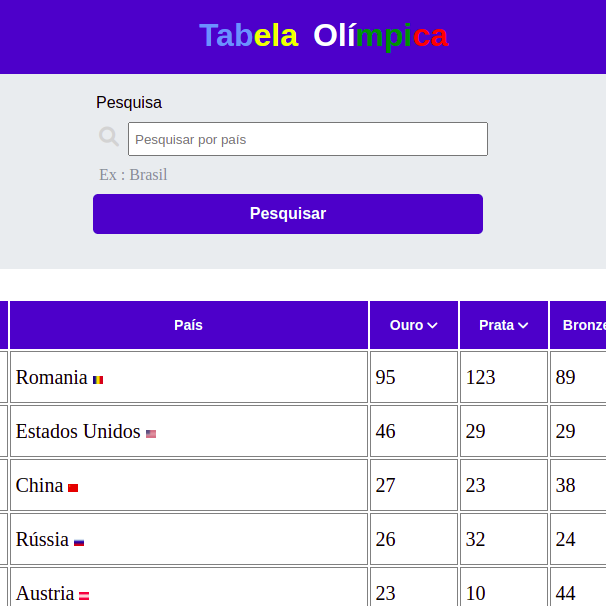 Tabela Olímpica
Pesquisa
Pesquisar por país
Ex : Brasil
Pesquisar
País Ouro Prata Bronze
Romania 95 123 89
Estados Unidos 46 29 29
China 27 23 38
Rússia 26 32 24
Austria 23 10 44